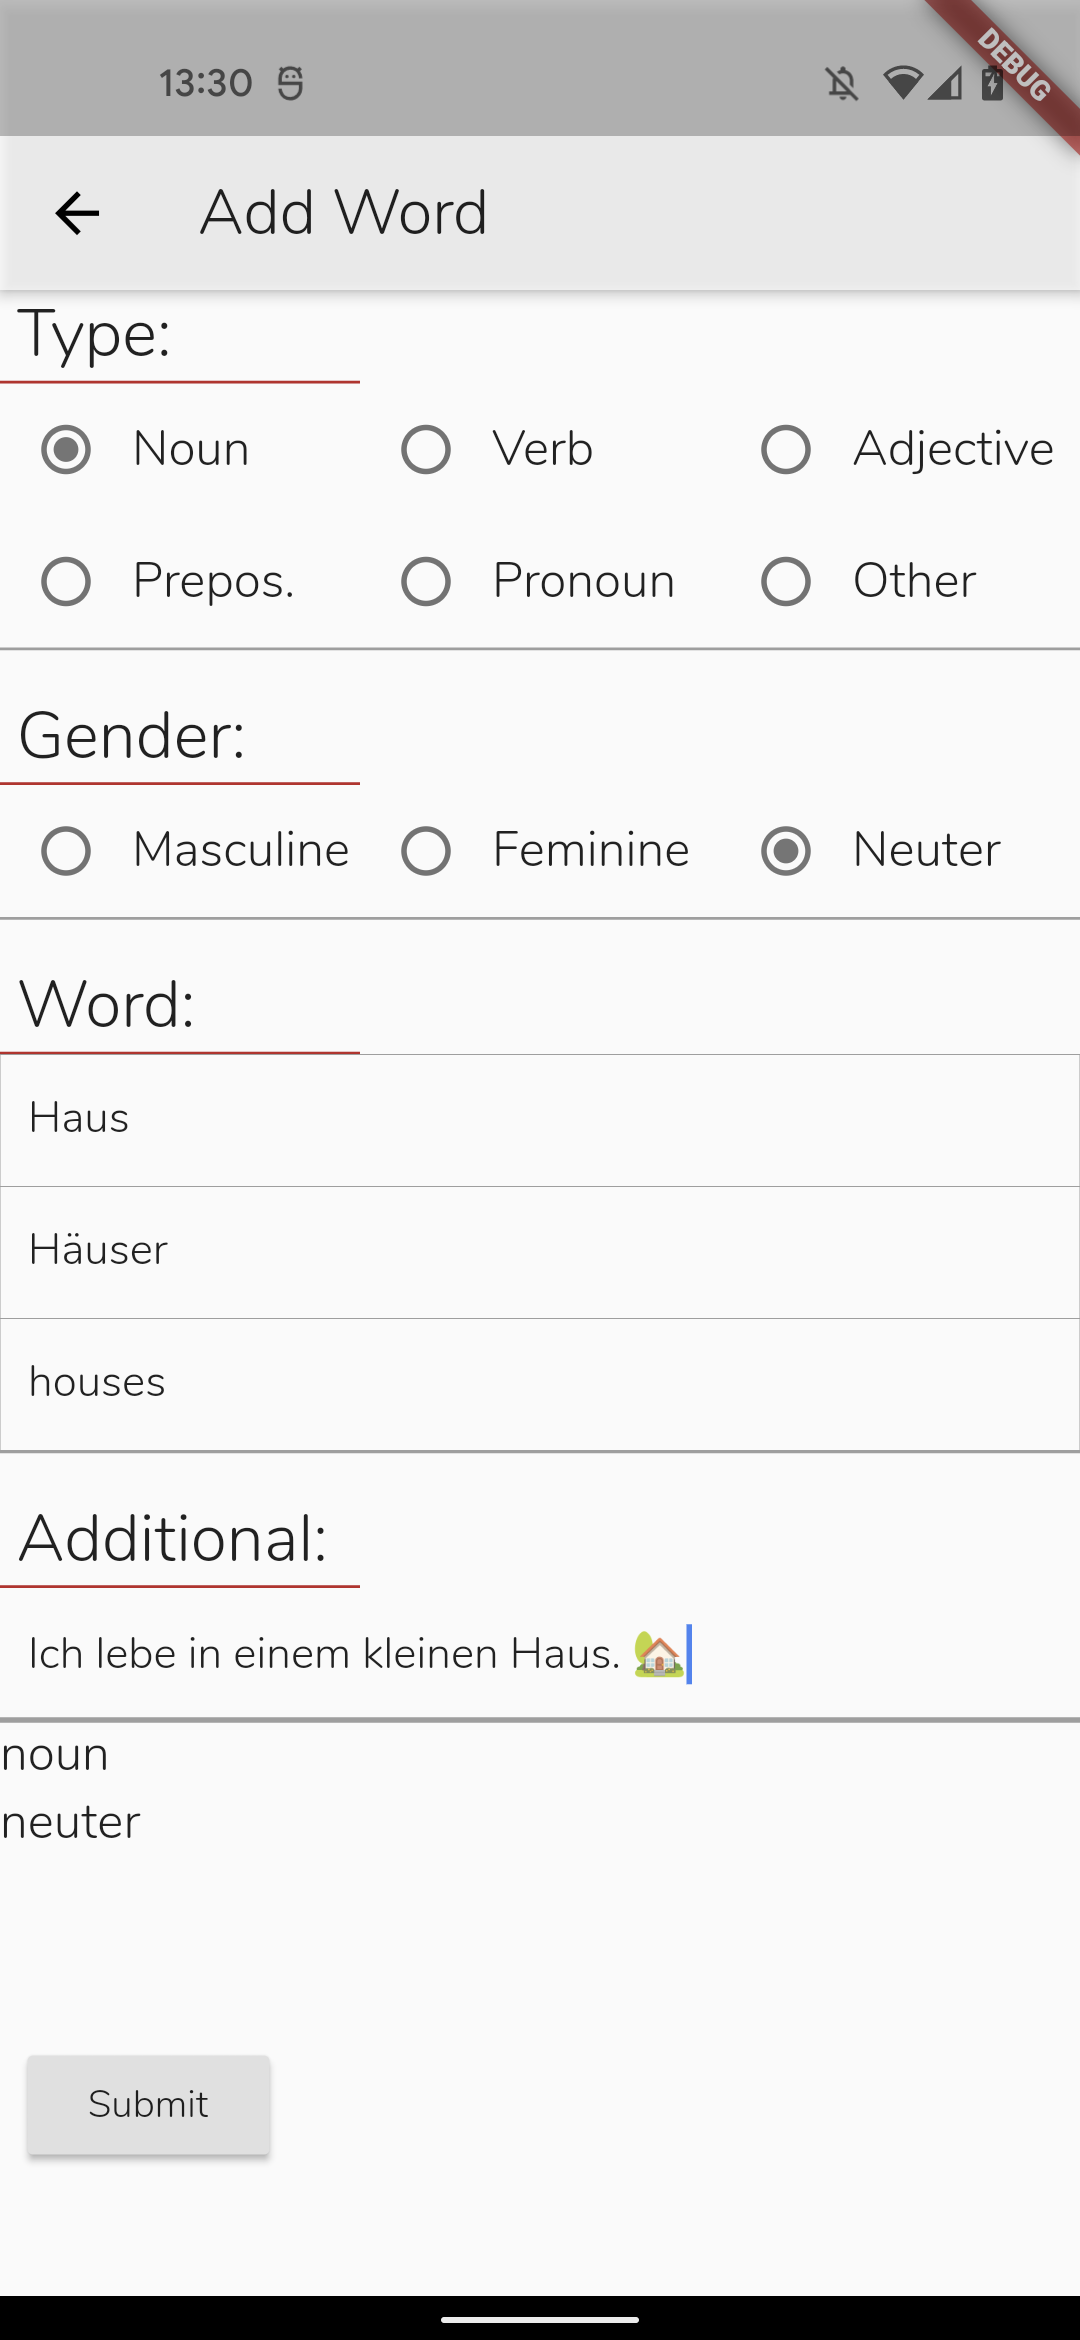 13:30
DEBUG
Add Word
Type:
Noun Verb Adjective
Prepos. Pronoun Other
Gender:
Masculine Feminine Neuter
Word:
Haus
Häuser
houses
Additional:
Ich lebe in einem kleinen Haus. 🏡
noun
neuter
Submit